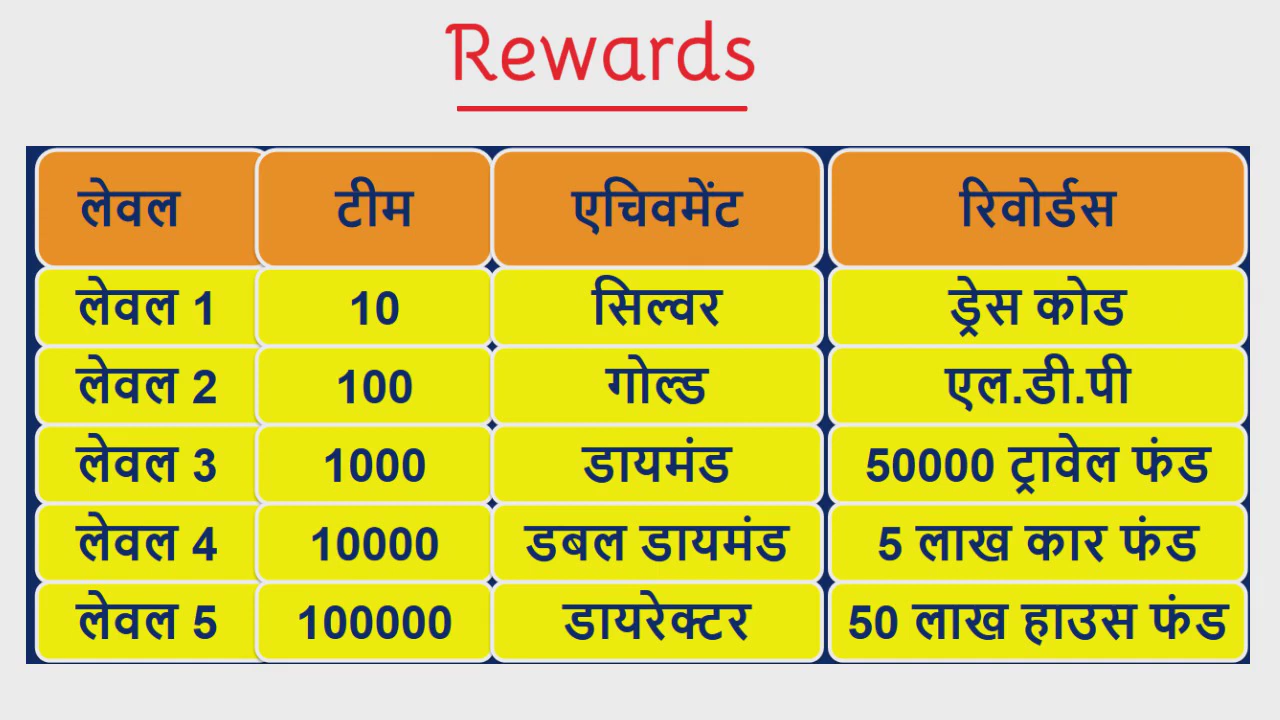 Rewards
लेवल टीम एचिवमेंट रिवोर्डस
लेवल 1 10 सिल्वर ड्रेस कोड
लेवल 2 100 गोल्ड एल.डी.पी
लेवल 3 1000 डायमंड 50000 ट्रावेल फंड
लेवल 4 10000 डबल डायमंड 5 लाख कार फंड
लेवल 5 100000 डायरेक्टर 50 लाख हाउस फंड